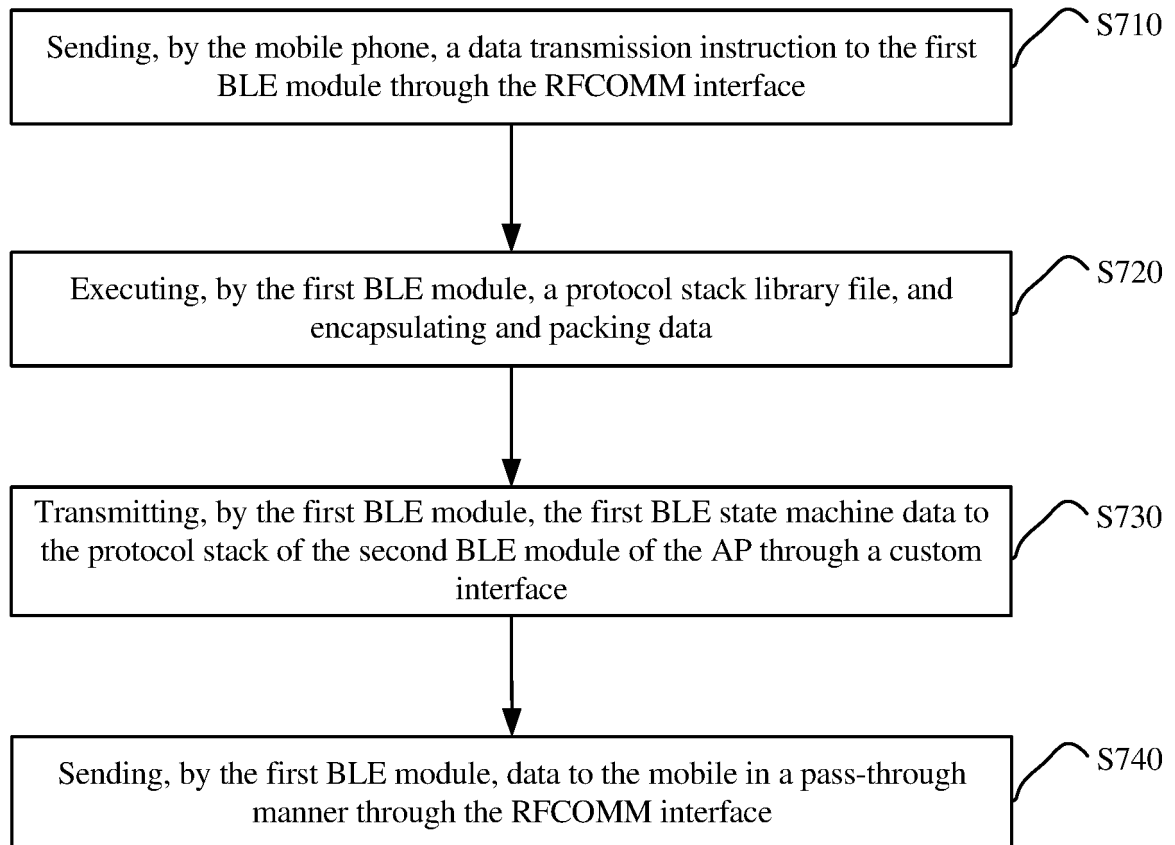 Sending, by the mobile phone, a data transmission instruction to the first
BLE module through the RFCOMM interface
S710
Executing, by the first BLE module, a protocol stack library file, and
encapsulating and packing data
S720
Transmitting, by the first BLE module, the first BLE state machine data to
the protocol stack of the second BLE module of the AP through a custom
interface
S730
Sending, by the first BLE module, data to the mobile in a pass-through
manner through the RFCOMM interface
S740